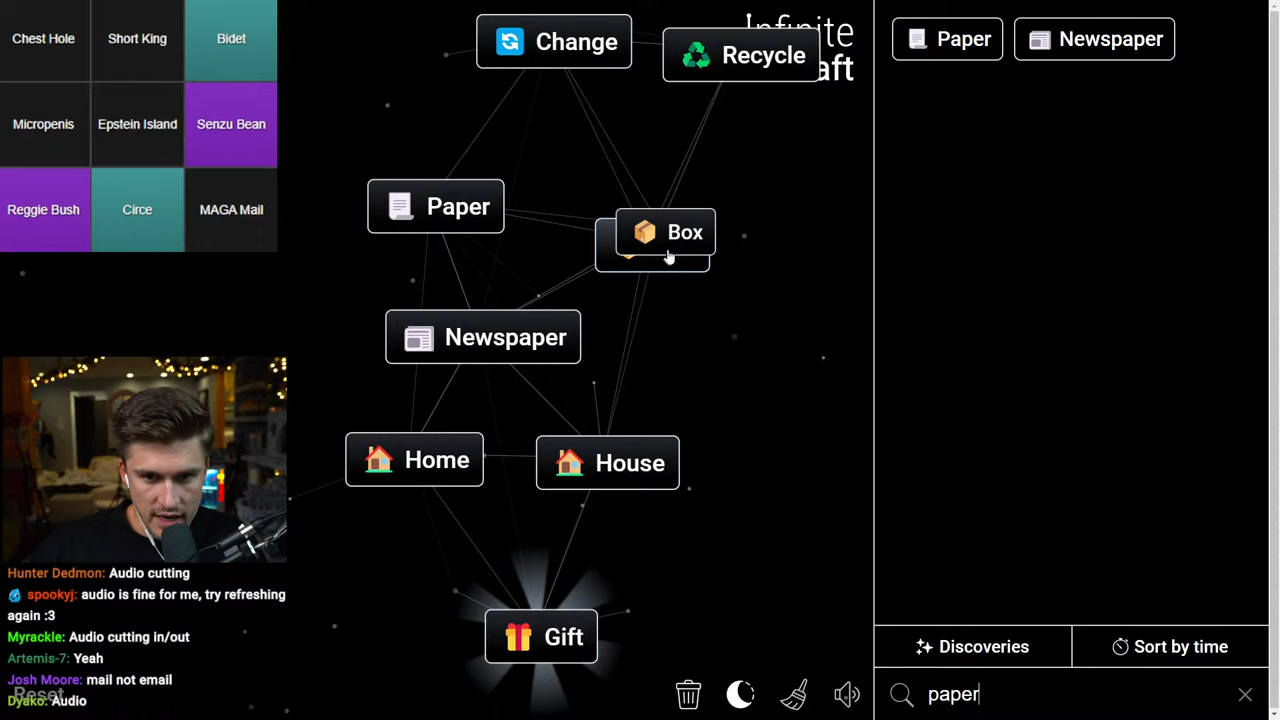 Chest Hole
Short King
Bidet
Micropenis
Epstein Island
Senzu Bean
Reggie Bush
Circe
MAGA Mail
Infinite
Change
Recycle
Paper
Box
Newspaper
Home
House
Gift
Hunter Dedmon: Audio cutting
spookyj: audio is fine for me, try refreshing
again :3
Myrackle: Audio cutting in/out
Artemis-7: Yeah
Josh Moore: mail not email
Dyako: Audio
Reset
Paper
Newspaper
Discoveries
Sort by time
paper